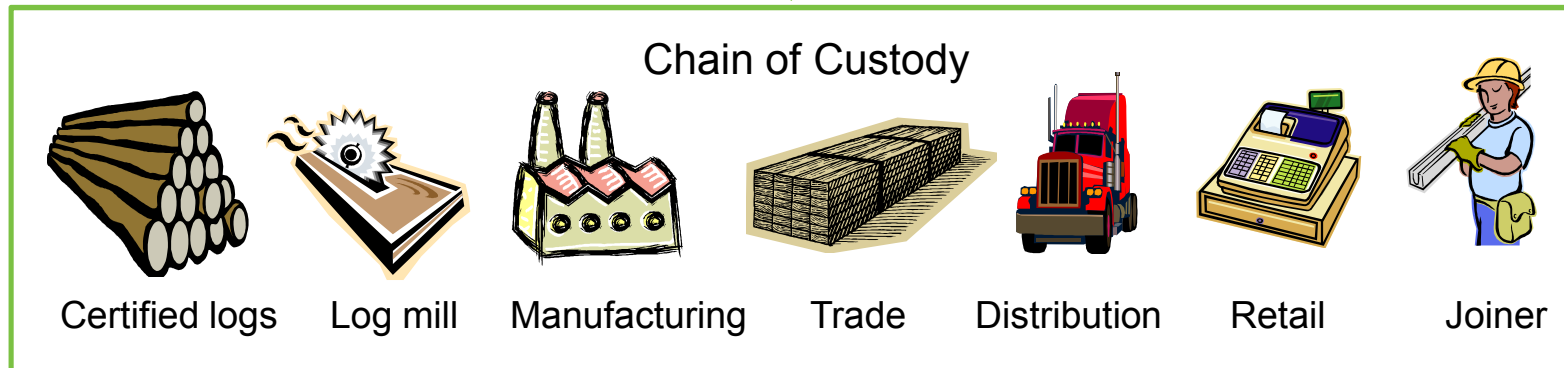 Chain of Custody
Certified logs Log mill Manufacturing Trade Distribution Retail Joiner